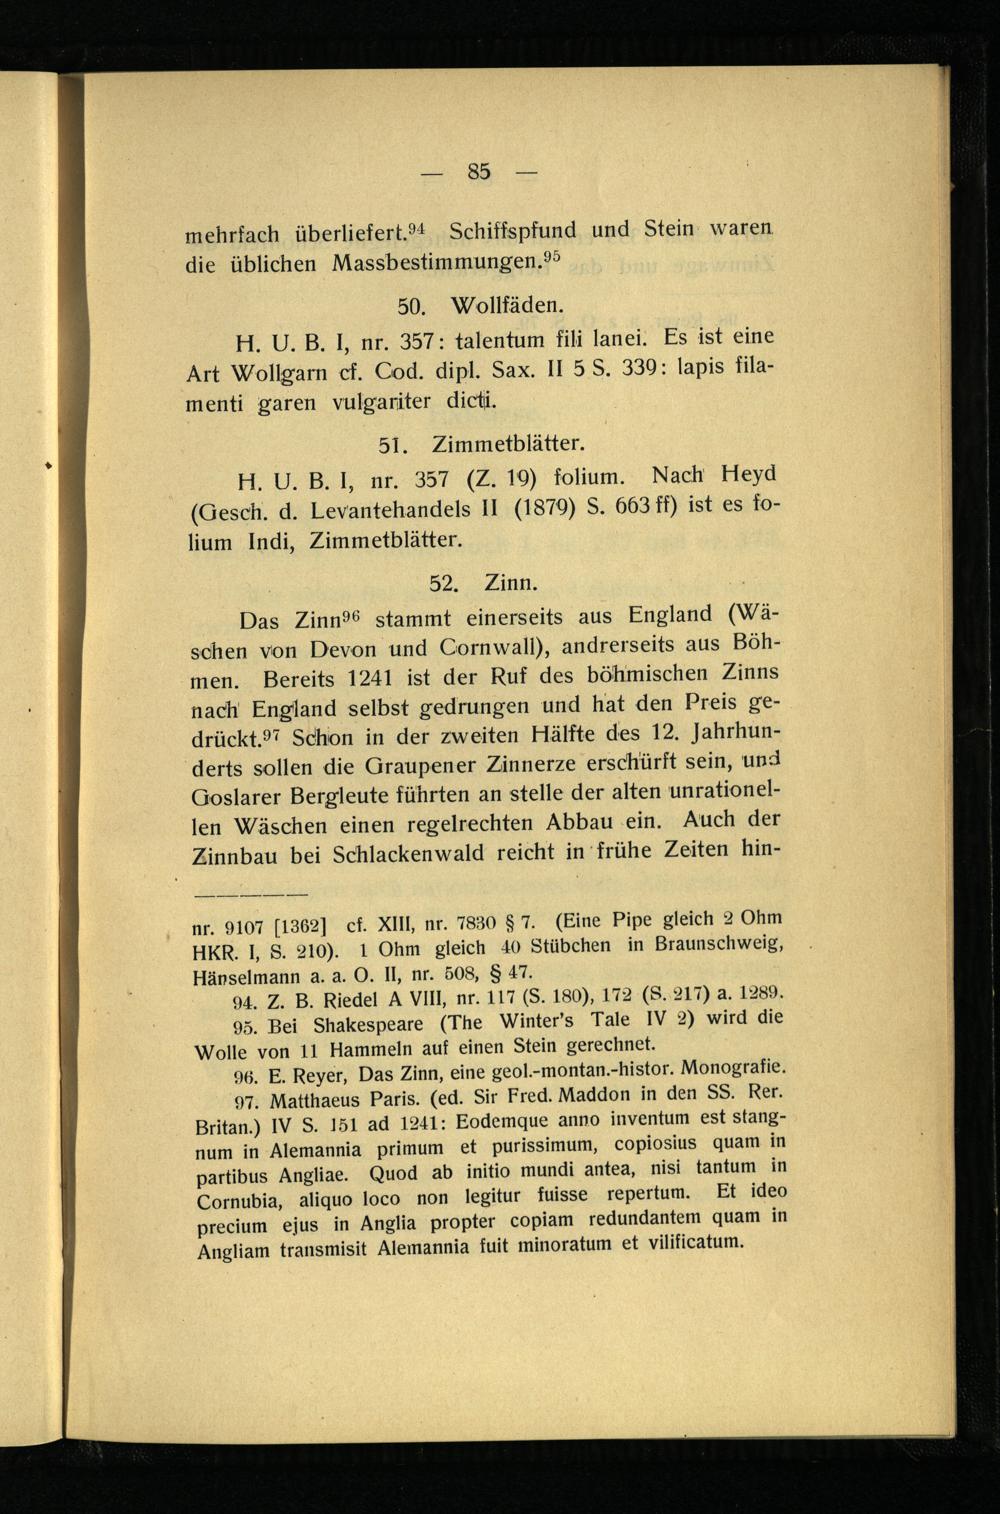 — 85 —
mehrfach überliefert.⁹⁴ Schiffspfund und Stein waren
die üblichen Massbestimmungen.⁹⁵
50. Wollfäden.
H. U. B. I, nr. 357: talentum fili lanei. Es ist eine
Art Wollgarn cf. Cod. dipl. Sax. II 5 S. 339: lapis fila-
menti garen vulgariter dicti.
51. Zimmetblätter.
H. U. B. I, nr. 357 (Z. 19) folium. Nach Heyd
(Gesch. d. Levantehandels II (1879) S. 663 ff) ist es fo-
lium Indi, Zimmetblätter.
52. Zinn.
Das Zinn⁹⁶ stammt einerseits aus England (Wä-
schen von Devon und Cornwall), andrerseits aus Böh-
men. Bereits 1241 ist der Ruf des böhmischen Zinns
nach England selbst gedrungen und hat den Preis ge-
drückt.⁹⁷ Schon in der zweiten Hälfte des 12. Jahrhun-
derts sollen die Graupener Zinnerze erschürft sein, und
Goslarer Bergleute führten an stelle der alten unrationel-
len Wäschen einen regelrechten Abbau ein. Auch der
Zinnbau bei Schlackenwald reicht in frühe Zeiten hin-
nr. 9107 [1362] cf. XIII, nr. 7830 § 7. (Eine Pipe gleich 2 Ohm
HKR. I, S. 210). 1 Ohm gleich 40 Stübchen in Braunschweig,
Hänselmann a. a. O. II, nr. 508, § 47.
94. Z. B. Riedel A VIII, nr. 117 (S. 180), 172 (S. 217) a. 1289.
95. Bei Shakespeare (The Winter's Tale IV 2) wird die
Wolle von 11 Hammeln auf einen Stein gerechnet.
96. E. Reyer, Das Zinn, eine geol.-montan.-histor. Monografie.
97. Matthaeus Paris. (ed. Sir Fred. Maddon in den SS. Rer.
Britan.) IV S. 151 ad 1241: Eodemque anno inventum est stang-
num in Alemannia primum et purissimum, copiosius quam in
partibus Angliae. Quod ab initio mundi antea, nisi tantum in
Cornubia, aliquo loco non legitur fuisse repertum. Et ideo
precium ejus in Anglia propter copiam redundantem quam in
Angliam transmisit Alemannia fuit minoratum et vilificatum.